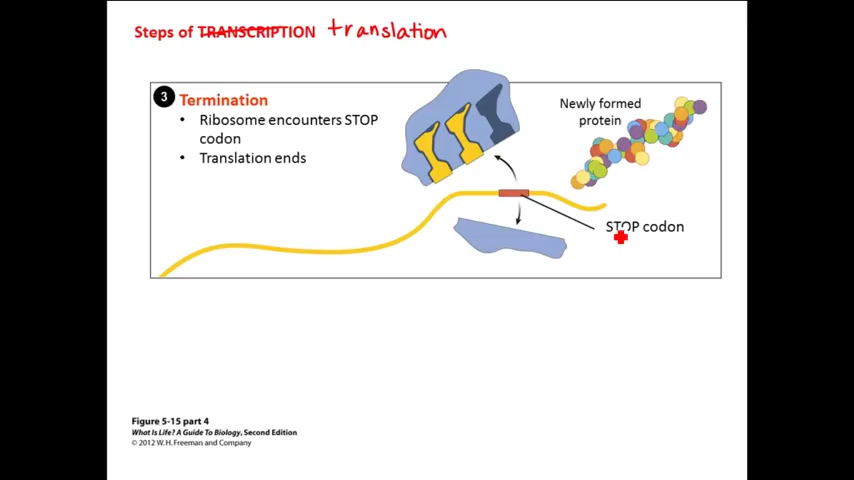 Steps of TRANSCRIPTION translation
3 Termination
• Ribosome encounters STOP
codon
• Translation ends
Newly formed
protein
STOP codon
Figure 5-15 part 4
What Is Life? A Guide To Biology, Second Edition
© 2012 W. H. Freeman and Company